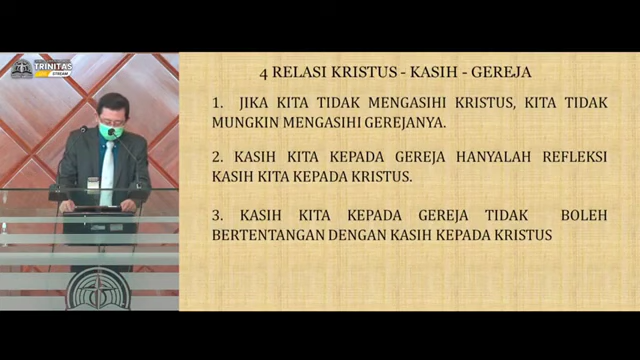 TRINITAS
STREAM
4 RELASI KRISTUS - KASIH - GEREJA
1. JIKA KITA TIDAK MENGASIHI KRISTUS, KITA TIDAK
MUNGKIN MENGASIHI GEREJANYA.
2. KASIH KITA KEPADA GEREJA HANYALAH REFLEKSI
KASIH KITA KEPADA KRISTUS.
3. KASIH KITA KEPADA GEREJA TIDAK BOLEH
BERTENTANGAN DENGAN KASIH KEPADA KRISTUS